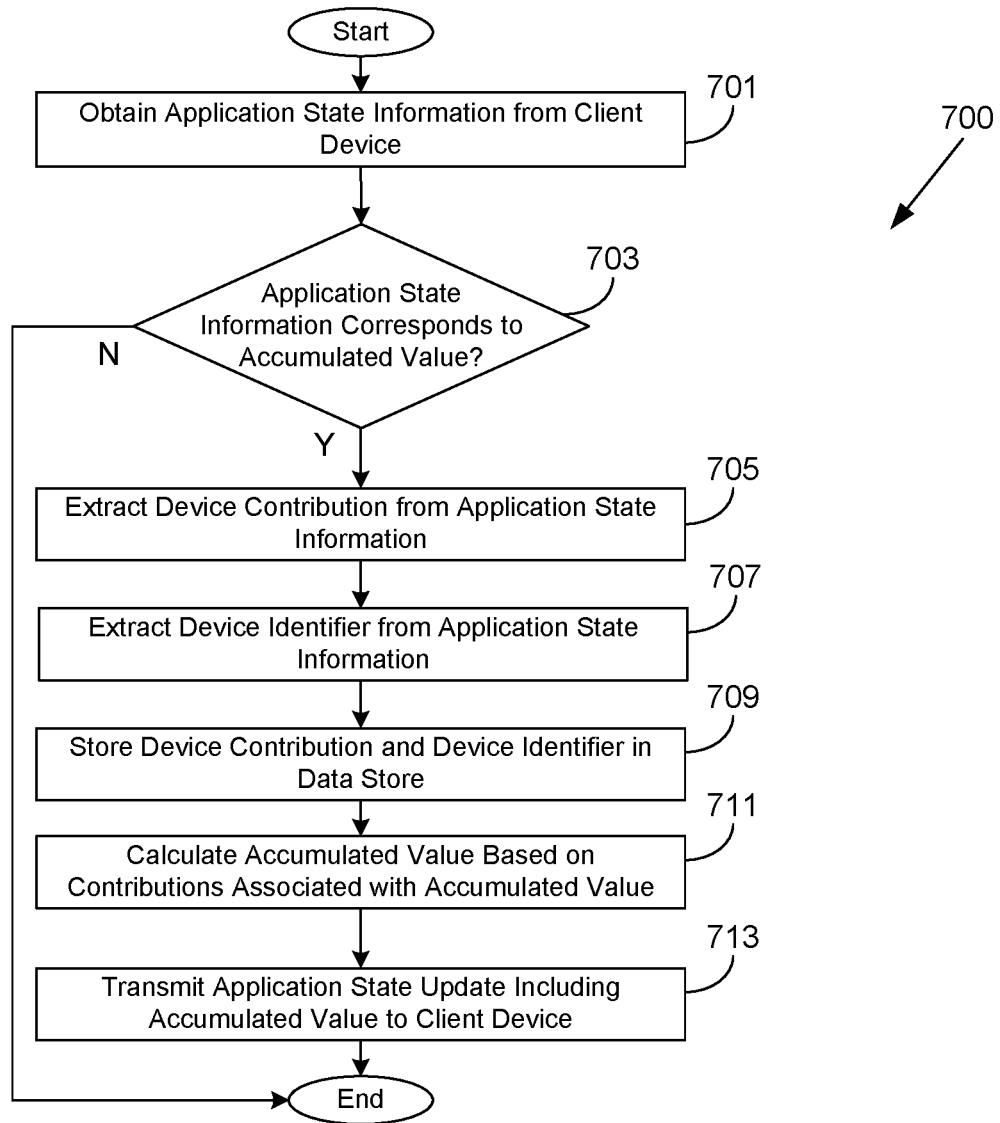 Start
Obtain Application State Information from Client
Device
701
700
Application State
Information Corresponds to
Accumulated Value?
703
N
Y
Extract Device Contribution from Application State
Information
705
Extract Device Identifier from Application State
Information
707
Store Device Contribution and Device Identifier in
Data Store
709
Calculate Accumulated Value Based on
Contributions Associated with Accumulated Value
711
Transmit Application State Update Including
Accumulated Value to Client Device
713
End